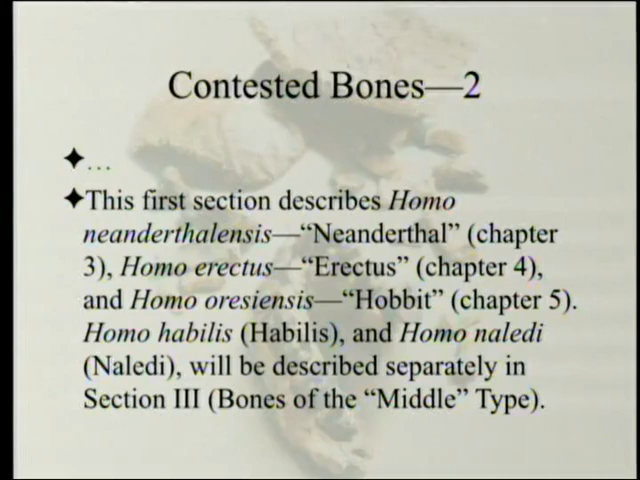 Contested Bones—2
✦…
✦This first section describes Homo
neanderthalensis—“Neanderthal” (chapter
3), Homo erectus—“Erectus” (chapter 4),
and Homo oresiensis—“Hobbit” (chapter 5).
Homo habilis (Habilis), and Homo naledi
(Naledi), will be described separately in
Section III (Bones of the “Middle” Type).